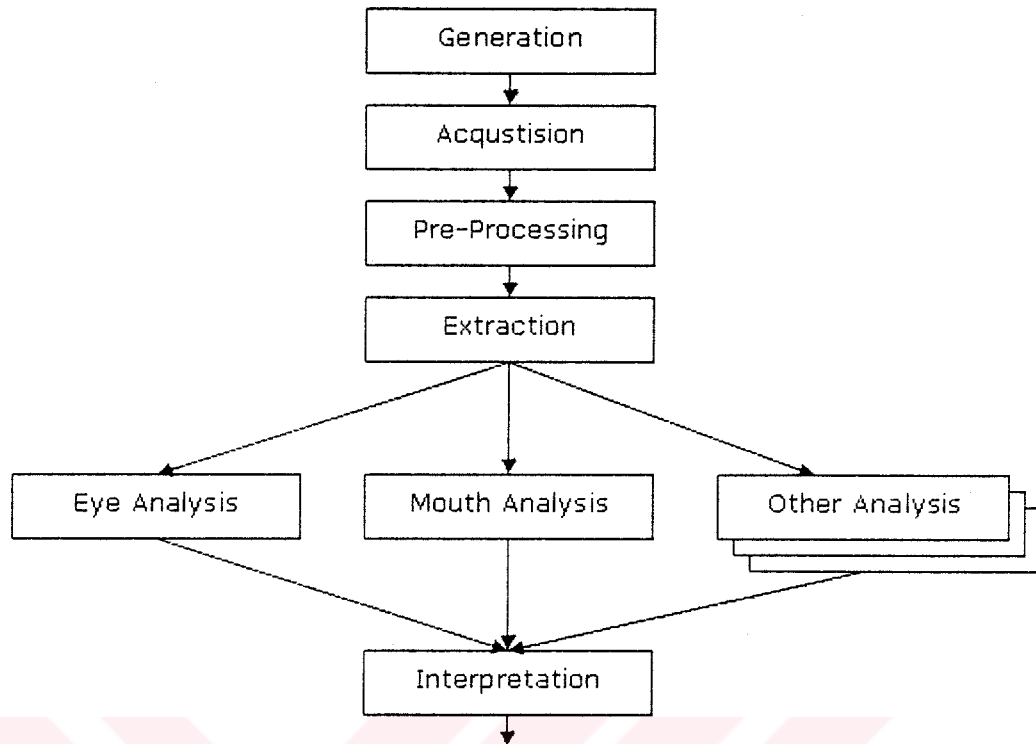 Generation
Acqustision
Pre-Processing
Extraction
Eye Analysis
Mouth Analysis
Other Analysis
Interpretation